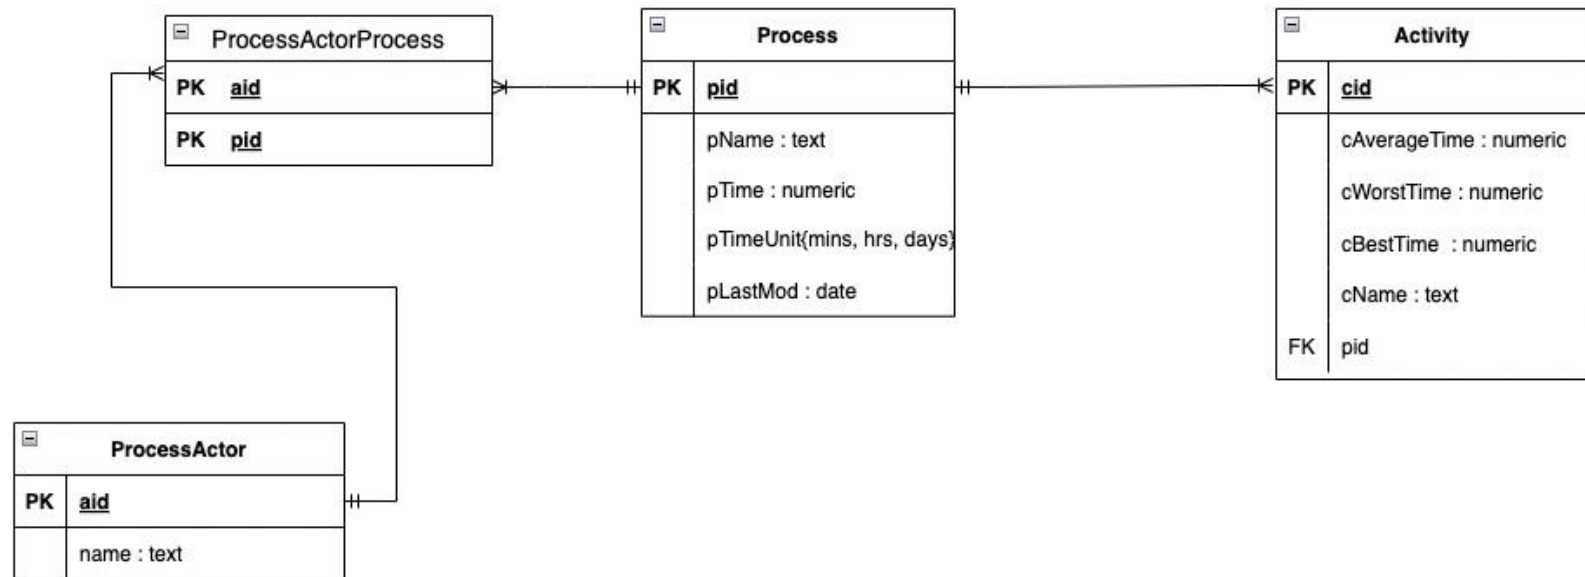 ProcessActorProcess
PK aid
PK pid
Process
PK pid
pName : text
pTime : numeric
pTimeUnit{mins, hrs, days}
pLastMod : date
Activity
PK cid
cAverageTime : numeric
cWorstTime : numeric
cBestTime : numeric
cName : text
FK pid
ProcessActor
PK aid
name : text